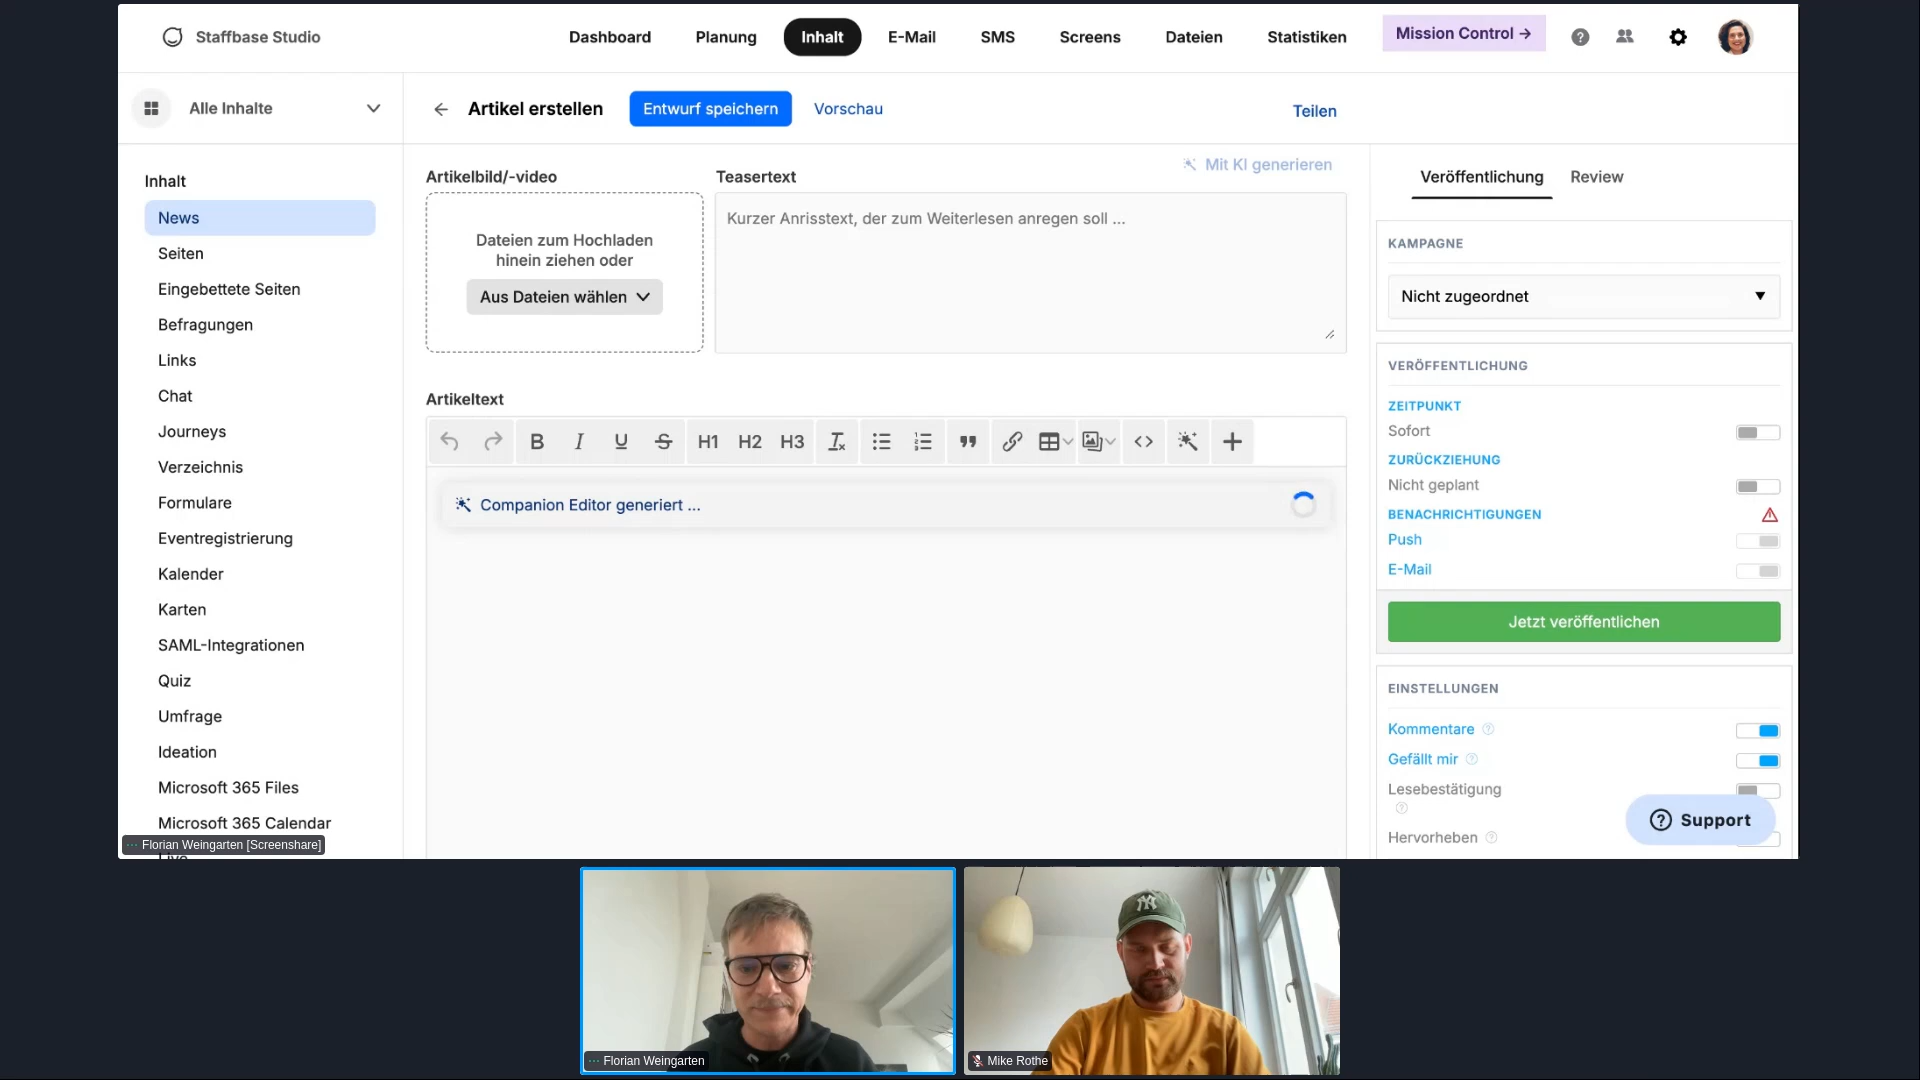 Staffbase Studio
Dashboard
Planung
Inhalt
E-Mail
SMS
Screens
Dateien
Statistiken
Mission Control →
Alle Inhalte
Artikel erstellen
Entwurf speichern
Vorschau
Teilen
Inhalt
News
Seiten
Eingebettete Seiten
Befragungen
Links
Chat
Journeys
Verzeichnis
Formulare
Eventregistrierung
Kalender
Karten
SAML-Integrationen
Quiz
Umfrage
Ideation
Microsoft 365 Files
Microsoft 365 Calendar
Live
Artikelbild/-video
Dateien zum Hochladen
hinein ziehen oder
Aus Dateien wählen
Teasertext
Mit KI generieren
Kurzer Anrisstext, der zum Weiterlesen anregen soll ...
Artikeltext
B I U S H1 H2 H3
Companion Editor generiert ...
Veröffentlichung
Review
KAMPAGNE
Nicht zugeordnet
VERÖFFENTLICHUNG
ZEITPUNKT
Sofort
ZURÜCKZIEHUNG
Nicht geplant
BENACHRICHTIGUNGEN
Push
E-Mail
Jetzt veröffentlichen
EINSTELLUNGEN
Kommentare
Gefällt mir
Lesebestätigung
Hervorheben
Support
Florian Weingarten [Screenshare]
Florian Weingarten
Mike Rothe